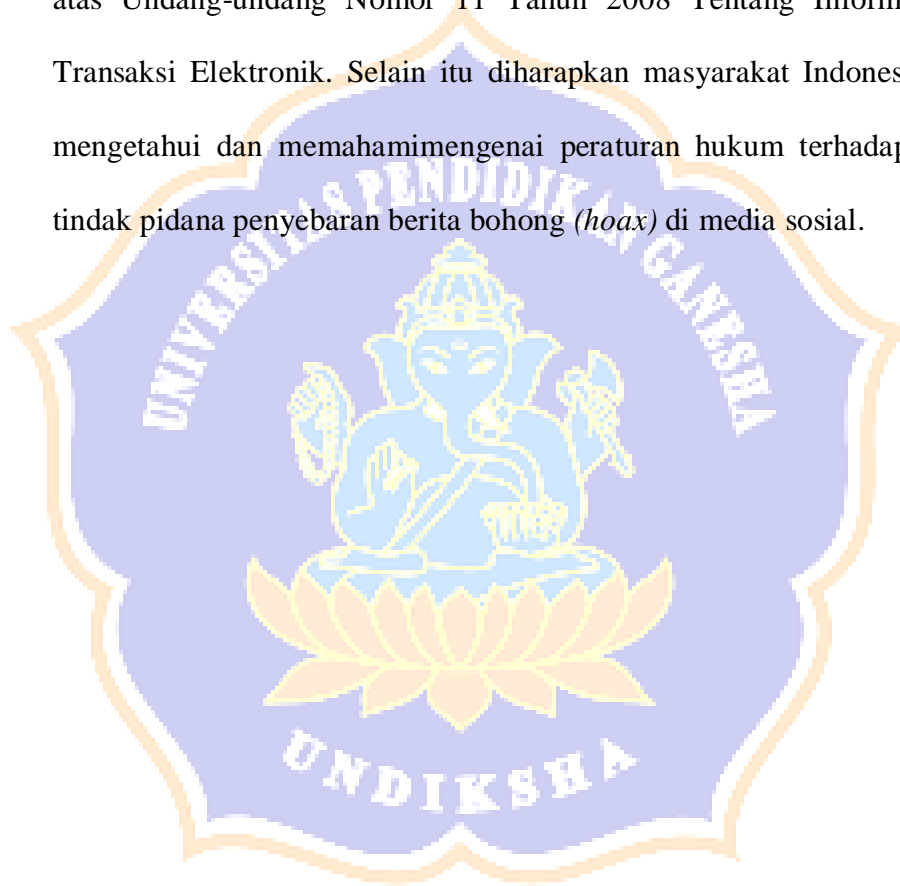 atas Undang-undang Nomor 11 Tahun 2008 Tentang Inform
Transaksi Elektronik. Selain itu diharapkan masyarakat Indones
mengetahui dan memahamimengenai peraturan hukum terhadap
tindak pidana penyebaran berita bohong (hoax) di media sosial.
UNIVERSITAS PENDIDIKAN GANESHA
UNDIKSHA